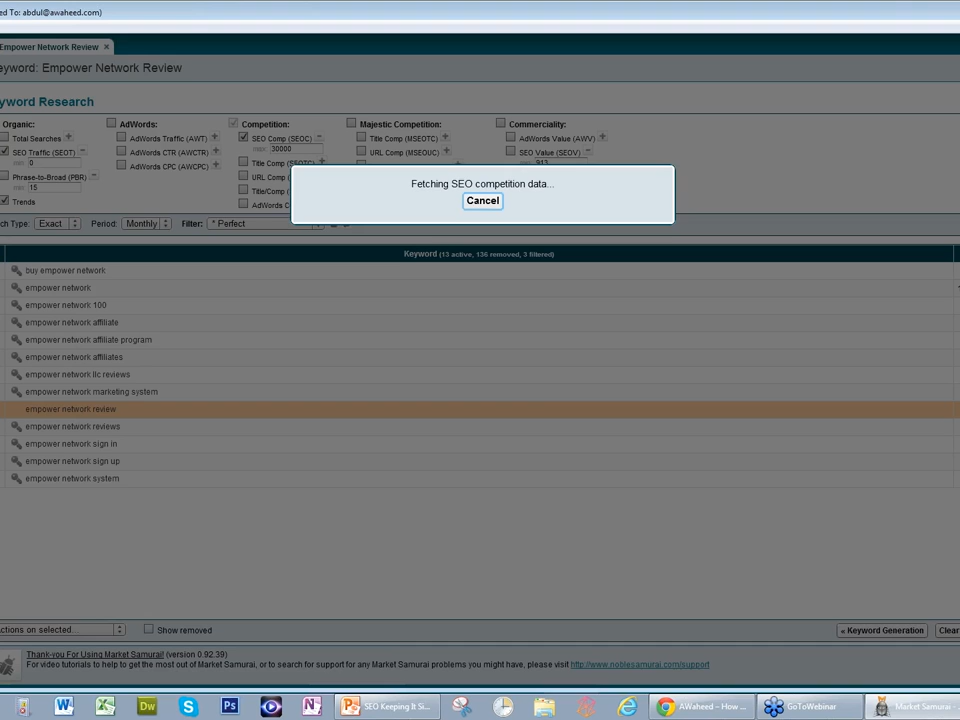 ed To: abdul@awaheed.com)
Empower Network Review ×
eyword: Empower Network Review
yword Research
Organic:
AdWords:
Competition:
Majestic Competition:
Commerciality:
Total Searches
AdWords Traffic (AWT)
SEO Comp (SEOC)
Title Comp (MSEOTC)
AdWords Value (AWV)
SEO Traffic (SEOT)
AdWords CTR (AWCTR)
max: 30000
URL Comp (MSEOUC)
SEO Value (SEOV)
0
AdWords CPC (AWCPC)
Title Comp (SEOTC)
913
Phrase-to-Broad (PBR)
URL Comp
15
Title/Comp
Trends
AdWords C
Fetching SEO competition data...
Cancel
ch Type: Exact Period: Monthly Filter: * Perfect
Keyword (13 active, 136 removed, 3 filtered)
buy empower network
empower network
empower network 100
empower network affiliate
empower network affiliate program
empower network affiliates
empower network llc reviews
empower network marketing system
empower network review
empower network reviews
empower network sign in
empower network sign up
empower network system
ctions on selected...
Show removed
« Keyword Generation
Clear
Thank-you For Using Market Samurai! (version 0.92.39)
For video tutorials to help to get the most out of Market Samurai, or to search for support for any Market Samurai problems you might have, please visit http://www.noblesamurai.com/support
SEO Keeping It Si...
AWaheed – How ...
GoToWebinar
Market Samurai - ...